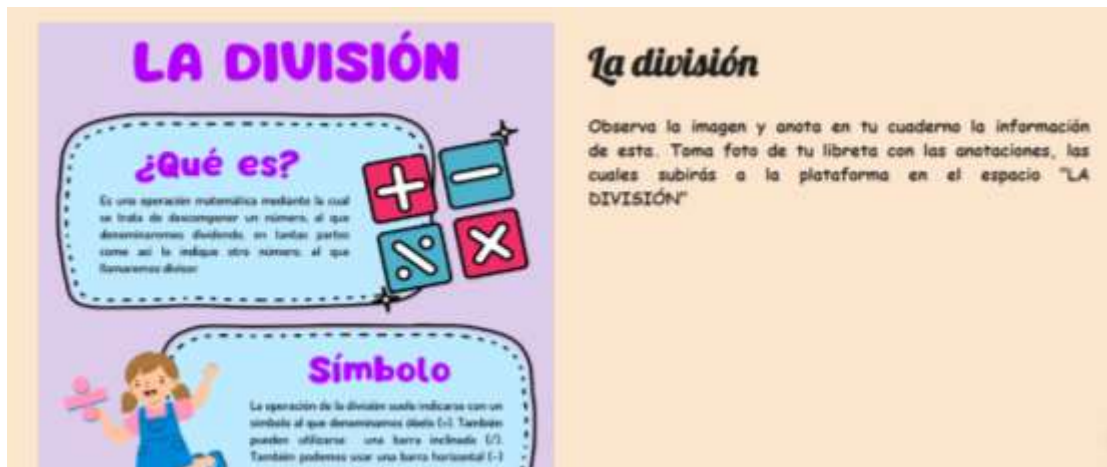 LA DIVISIÓN
¿Qué es?
Es una operación matemática mediante la cual
se trata de descomponer un número, al que
denominaremos dividendo, en tantas partes
como así lo indique otro número, al que
llamaremos divisor
Símbolo
La operación de la división suele indicarse con un
símbolo al que denominamos óbelo (÷). También
pueden utilizarse una barra inclinada (/).
También podemos usar una barra horizontal (-)
La división
Observa la imagen y anota en tu cuaderno la información
de esta. Toma foto de tu libreta con las anotaciones, las
cuales subirás a la plataforma en el espacio "LA
DIVISIÓN"